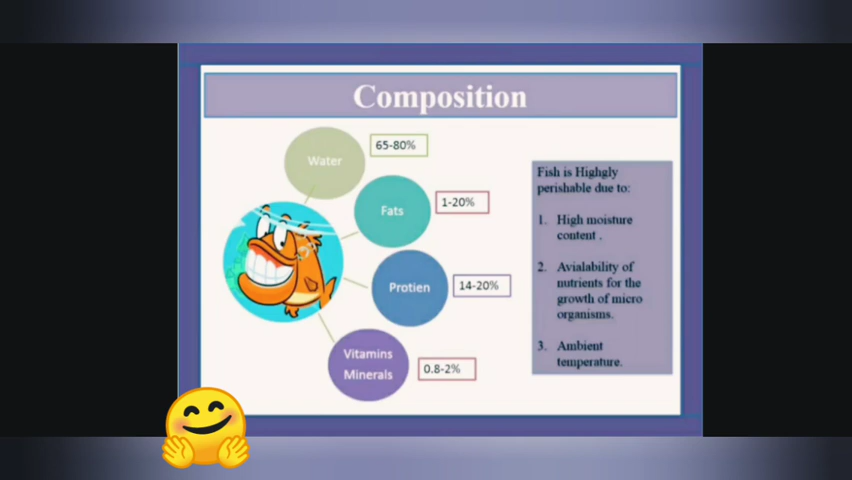 Composition
Water
65-80%
Fats
1-20%
Protien
14-20%
Vitamins
Minerals
0.8-2%
Fish is Highgly
perishable due to:
1. High moisture
content .
2. Avialability of
nutrients for the
growth of micro
organisms.
3. Ambient
temperature.